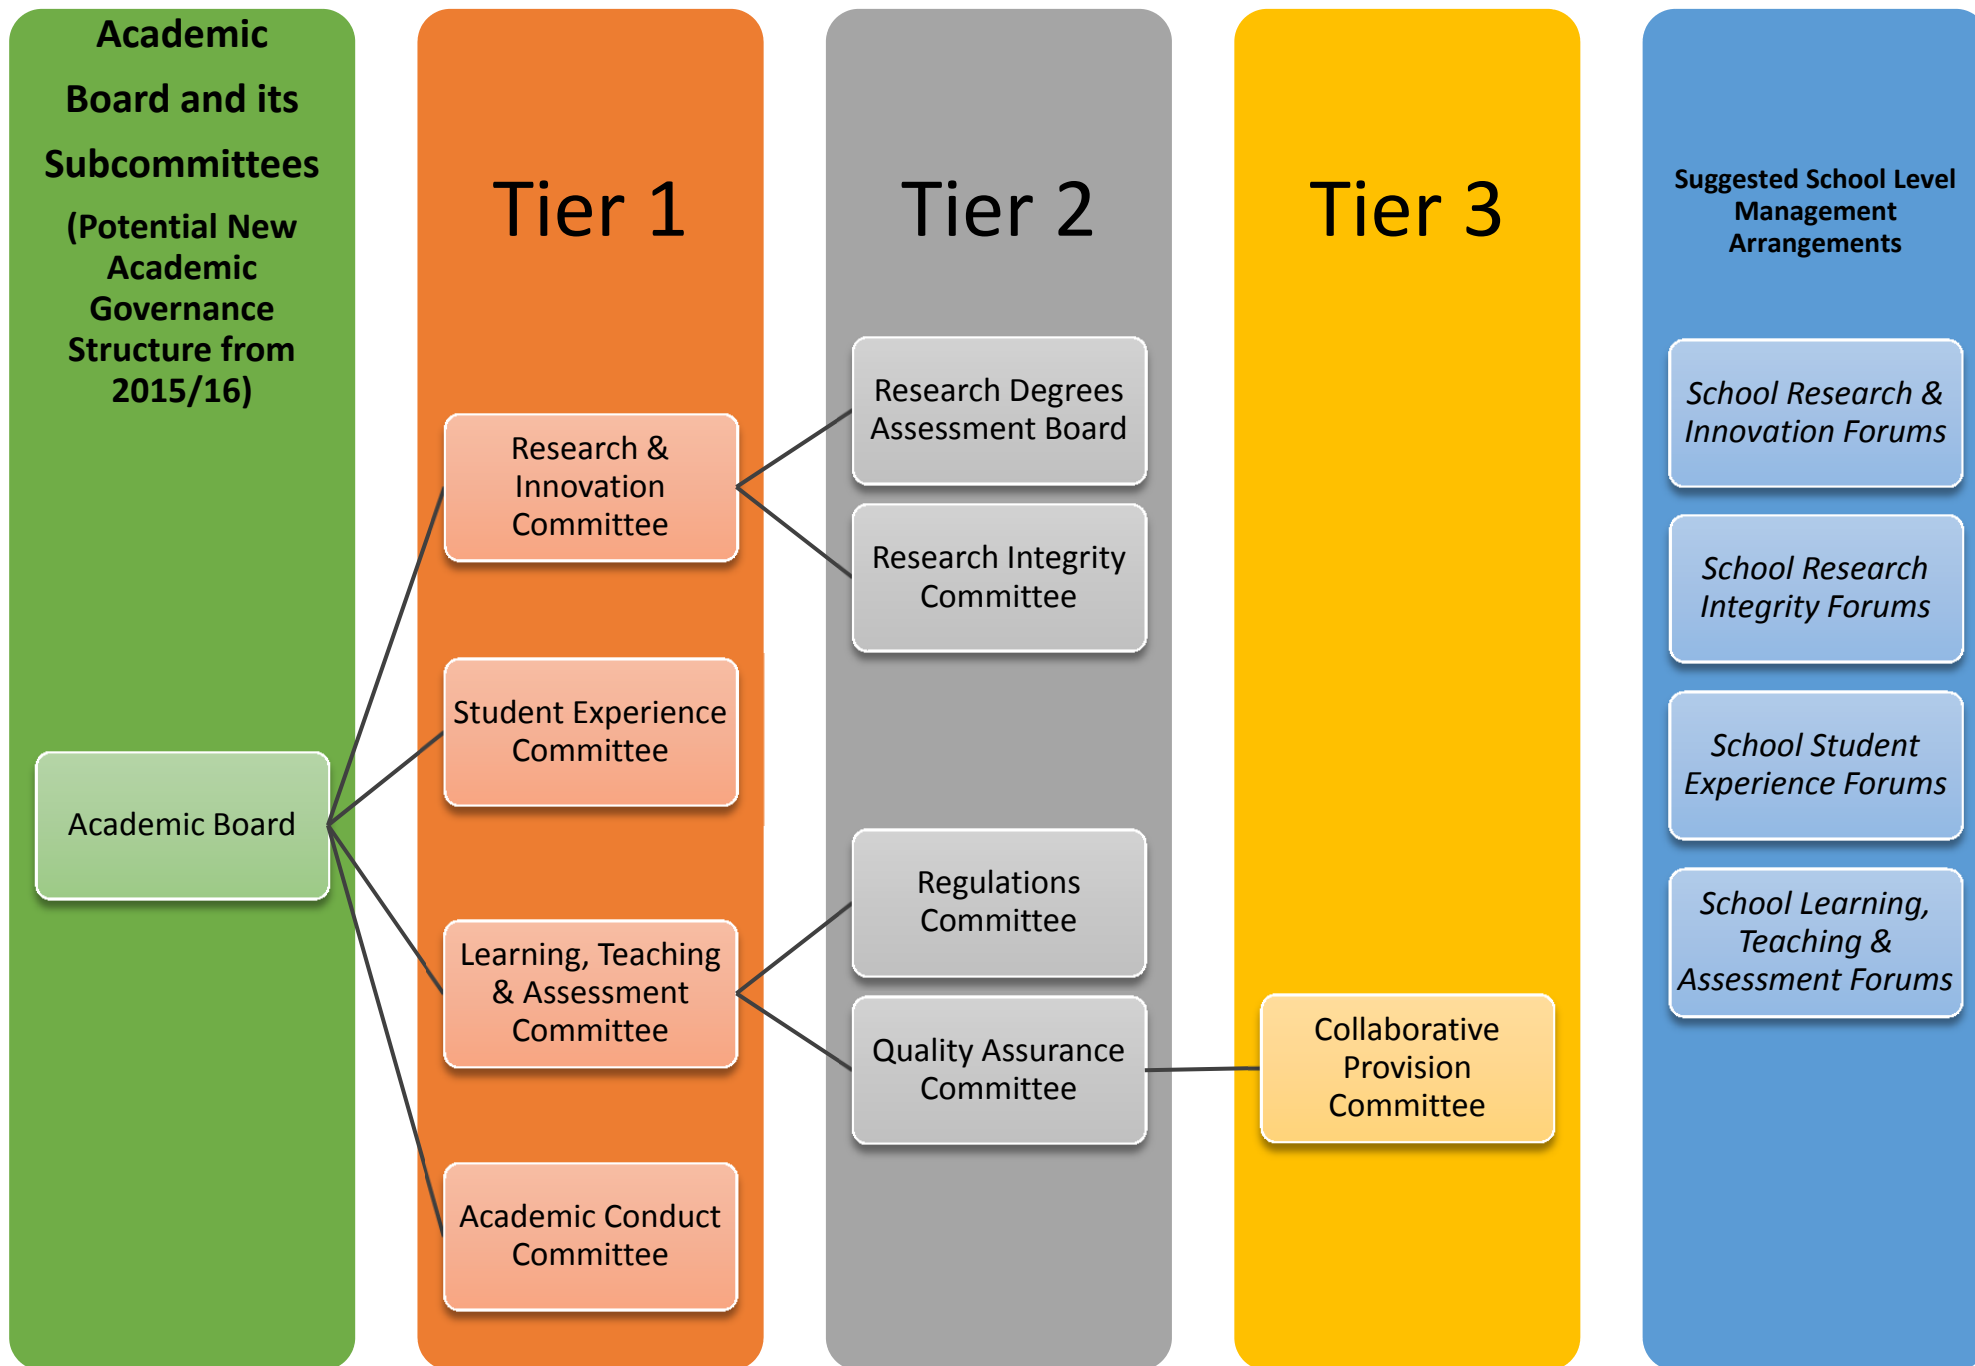 Academic
Board and its
Subcommittees
(Potential New
Academic
Governance
Structure from
2015/16)
Academic Board
Tier 1
Research &
Innovation
Committee
Student Experience
Committee
Learning, Teaching
& Assessment
Committee
Academic Conduct
Committee
Tier 2
Research Degrees
Assessment Board
Research Integrity
Committee
Regulations
Committee
Quality Assurance
Committee
Tier 3
Collaborative
Provision
Committee
Suggested School Level
Management
Arrangements
School Research &
Innovation Forums
School Research
Integrity Forums
School Student
Experience Forums
School Learning,
Teaching &
Assessment Forums